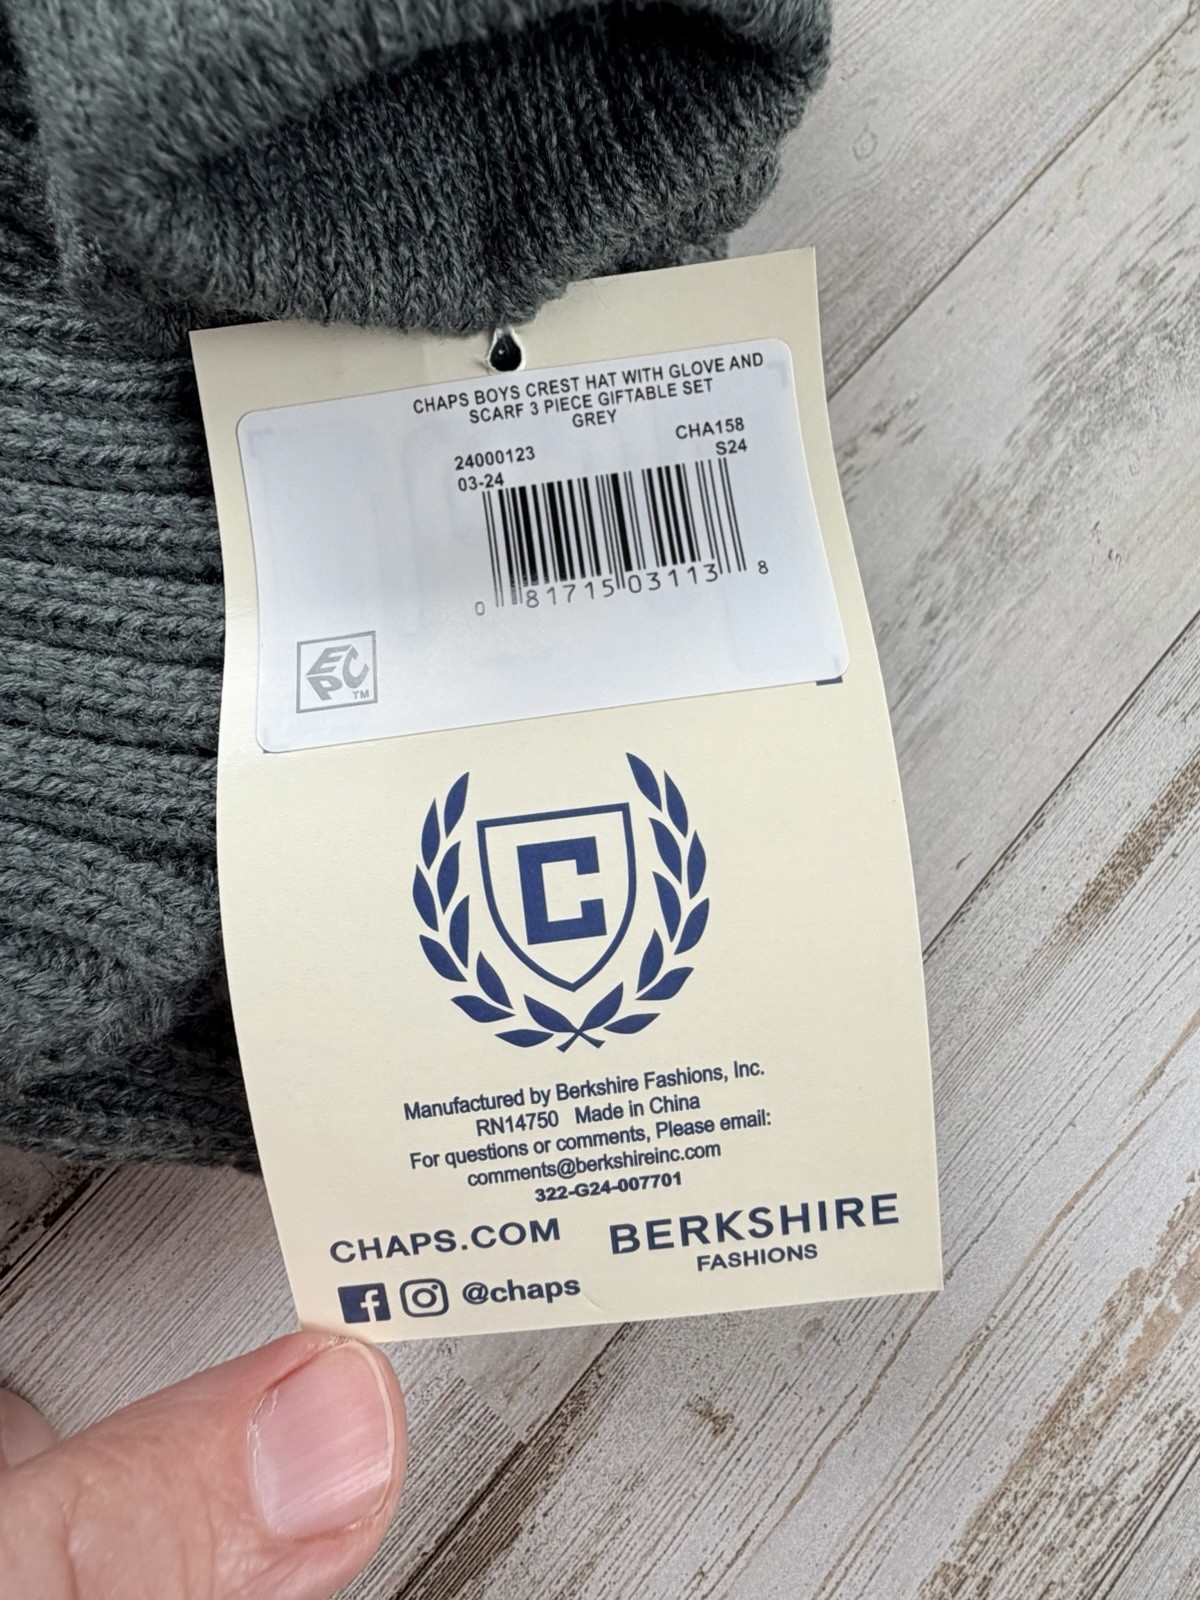 CHAPS BOYS CREST HAT WITH GLOVE AND
SCARF 3 PIECE GIFTABLE SET
GREY
24000123 CHA158
03-24 S24
0 81715 03113 8
EPC™
C
Manufactured by Berkshire Fashions, Inc.
RN14750 Made in China
For questions or comments, Please email:
comments@berkshireinc.com
322-G24-007701
CHAPS.COM BERKSHIRE
FASHIONS
f @chaps